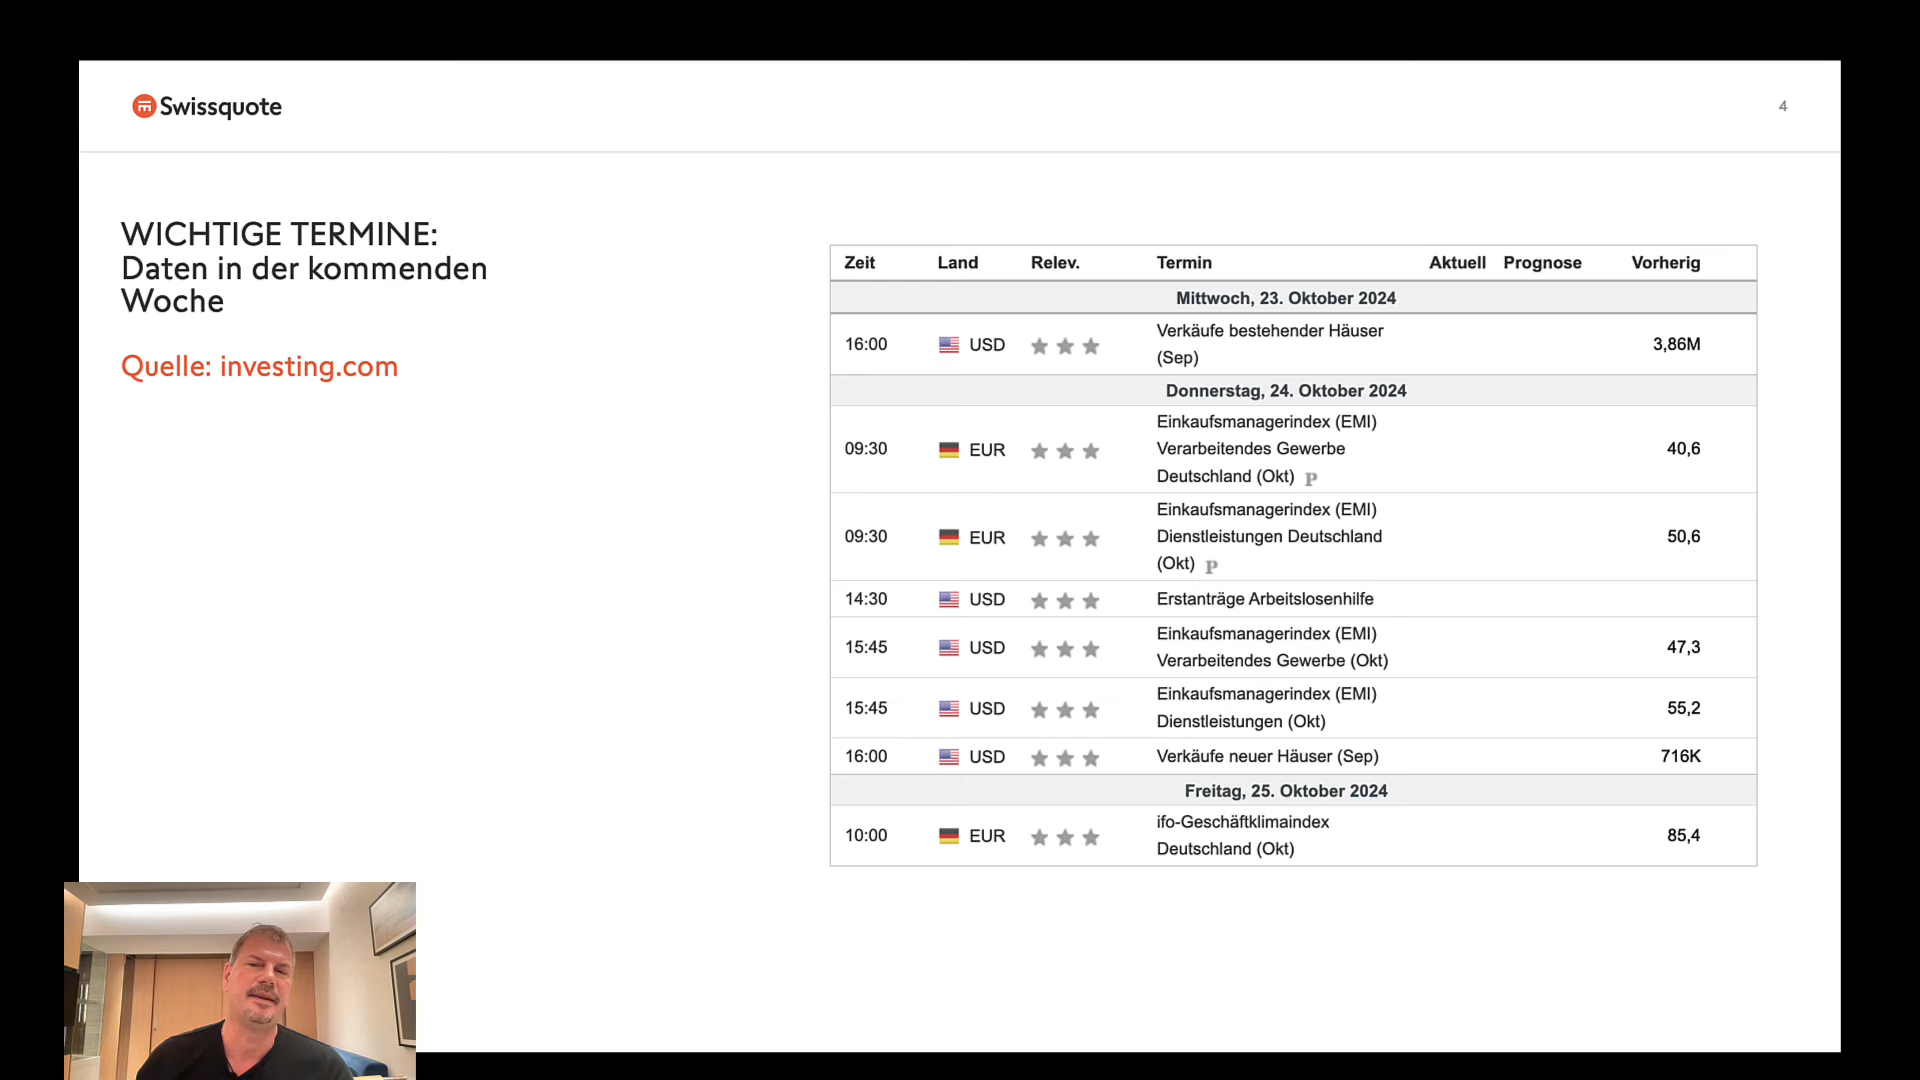 Swissquote
4
WICHTIGE TERMINE:
Daten in der kommenden
Woche
Quelle: investing.com
Zeit Land Relev. Termin Aktuell Prognose Vorherig
Mittwoch, 23. Oktober 2024
16:00 USD Verkäufe bestehender Häuser
(Sep) 3,86M
Donnerstag, 24. Oktober 2024
09:30 EUR Einkaufsmanagerindex (EMI)
Verarbeitendes Gewerbe 40,6
Deutschland (Okt) P
09:30 EUR Einkaufsmanagerindex (EMI)
Dienstleistungen Deutschland 50,6
(Okt) P
14:30 USD Erstanträge Arbeitslosenhilfe
15:45 USD Einkaufsmanagerindex (EMI)
Verarbeitendes Gewerbe (Okt) 47,3
15:45 USD Einkaufsmanagerindex (EMI)
Dienstleistungen (Okt) 55,2
16:00 USD Verkäufe neuer Häuser (Sep) 716K
Freitag, 25. Oktober 2024
10:00 EUR ifo-Geschäftklimaindex
Deutschland (Okt) 85,4